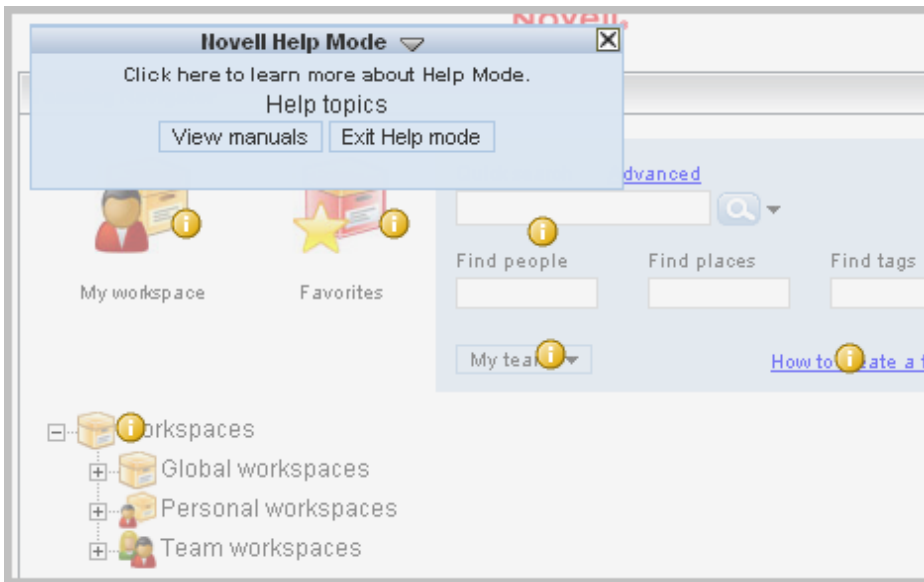 Novell.
Novell Help Mode
Click here to learn more about Help Mode.
Help topics
View manuals Exit Help mode
dvanced
Find people Find places Find tags
My workspace Favorites
My tea
How to eate a t
orkspaces
Global workspaces
Personal workspaces
Team workspaces